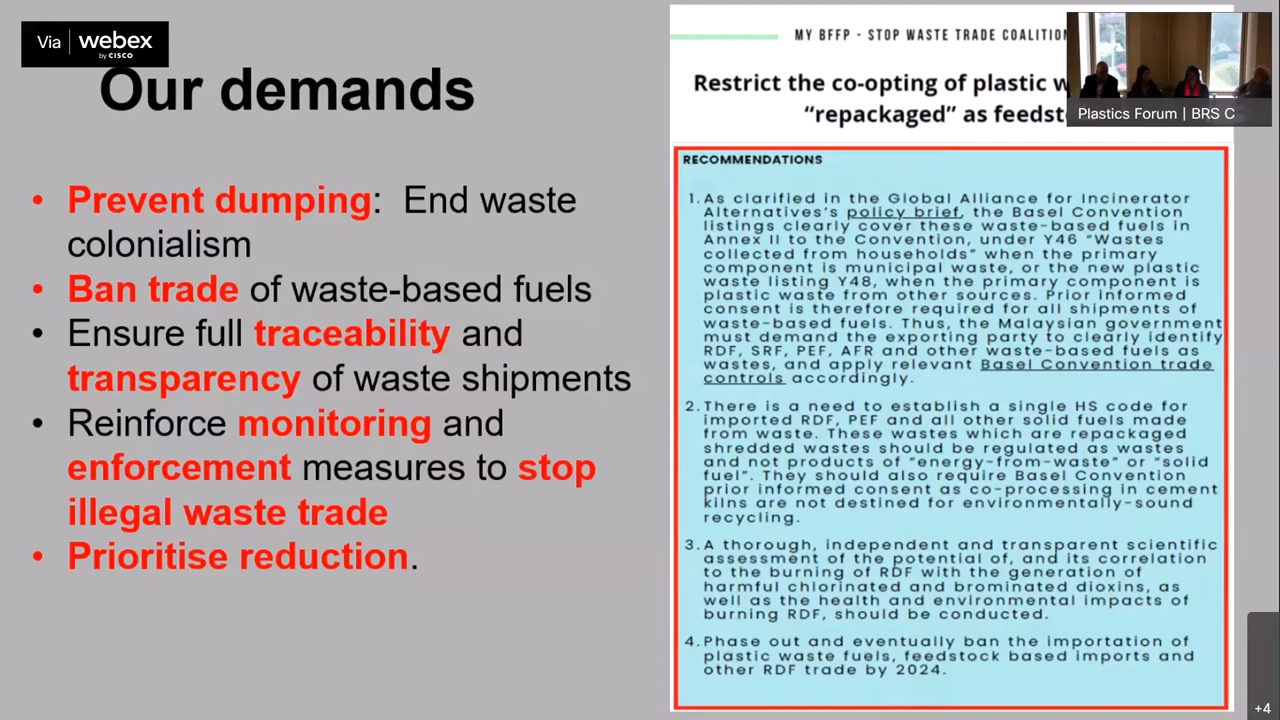 Via webex
by CISCO
Our demands
• Prevent dumping: End waste
colonialism
• Ban trade of waste-based fuels
• Ensure full traceability and
transparency of waste shipments
• Reinforce monitoring and
enforcement measures to stop
illegal waste trade
• Prioritise reduction.
MY BFFP - STOP WASTE TRADE COALITION
Restrict the co-opting of plastic
“repackaged” as
RECOMMENDATIONS
1. As clarified in the Global Alliance for Incinerator
Alternatives's policy brief, the Basel Convention
listings clearly cover these waste-based fuels in
Annex II to the Convention, under Y46 “Wastes
collected from households” when the primary
component is municipal waste, or the new plastic
waste listing Y48, when the primary component is
plastic waste from other sources. Prior informed
consent is therefore required for all shipments of
waste-based fuels. Thus, the Malaysian government
must demand the exporting party to clearly identify
RDF, SRF, PEF, AFR and other waste-based fuels as
wastes, and apply relevant Basel Convention trade
controls accordingly.
2. There is a need to establish a single HS code for
imported RDF, PEF and all other solid fuels made
from waste. These wastes which are repackaged
shredded wastes should be regulated as wastes
and not products of “energy-from-waste” or “solid
fuel”. They should also require Basel Convention
prior informed consent as co-processing in cement
kilns are not destined for environmentally-sound
recycling.
3. A thorough, independent and transparent scientific
assessment of the potential of, and its correlation
to the burning of RDF with the generation of
harmful chlorinated and brominated dioxins, as
well as the health and environmental impacts of
burning RDF, should be conducted.
4. Phase out and eventually ban the importation of
plastic waste fuels, feedstock based imports and
other RDF trade by 2024.
Plastics Forum | BRS C
+4